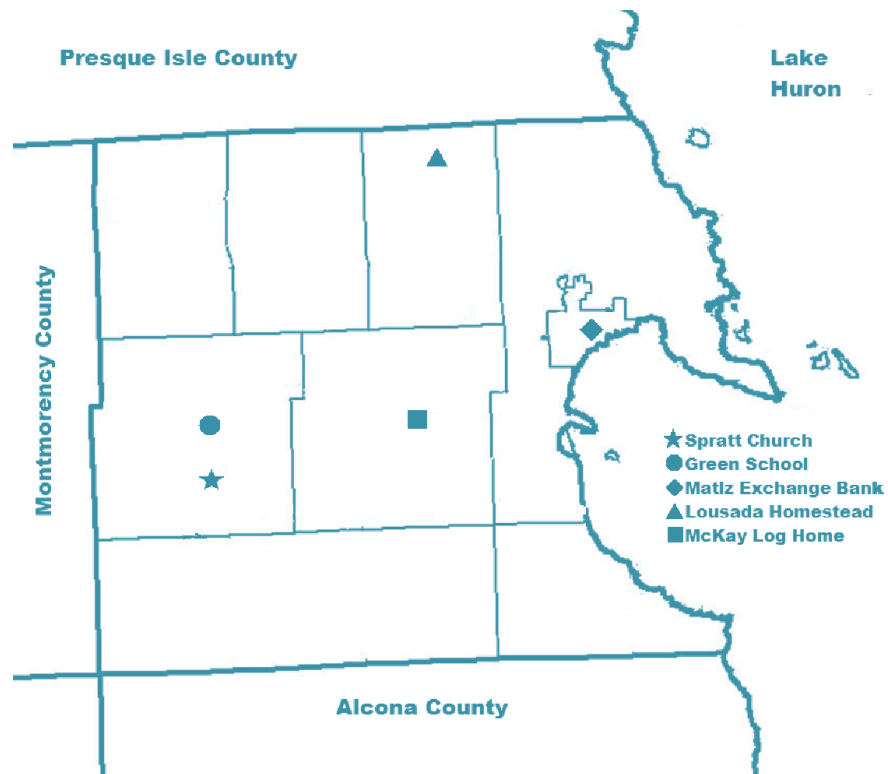 Presque Isle County
Lake
Huron
Montmorency County
Spratt Church
Green School
Matlz Exchange Bank
Lousada Homestead
McKay Log Home
Alcona County